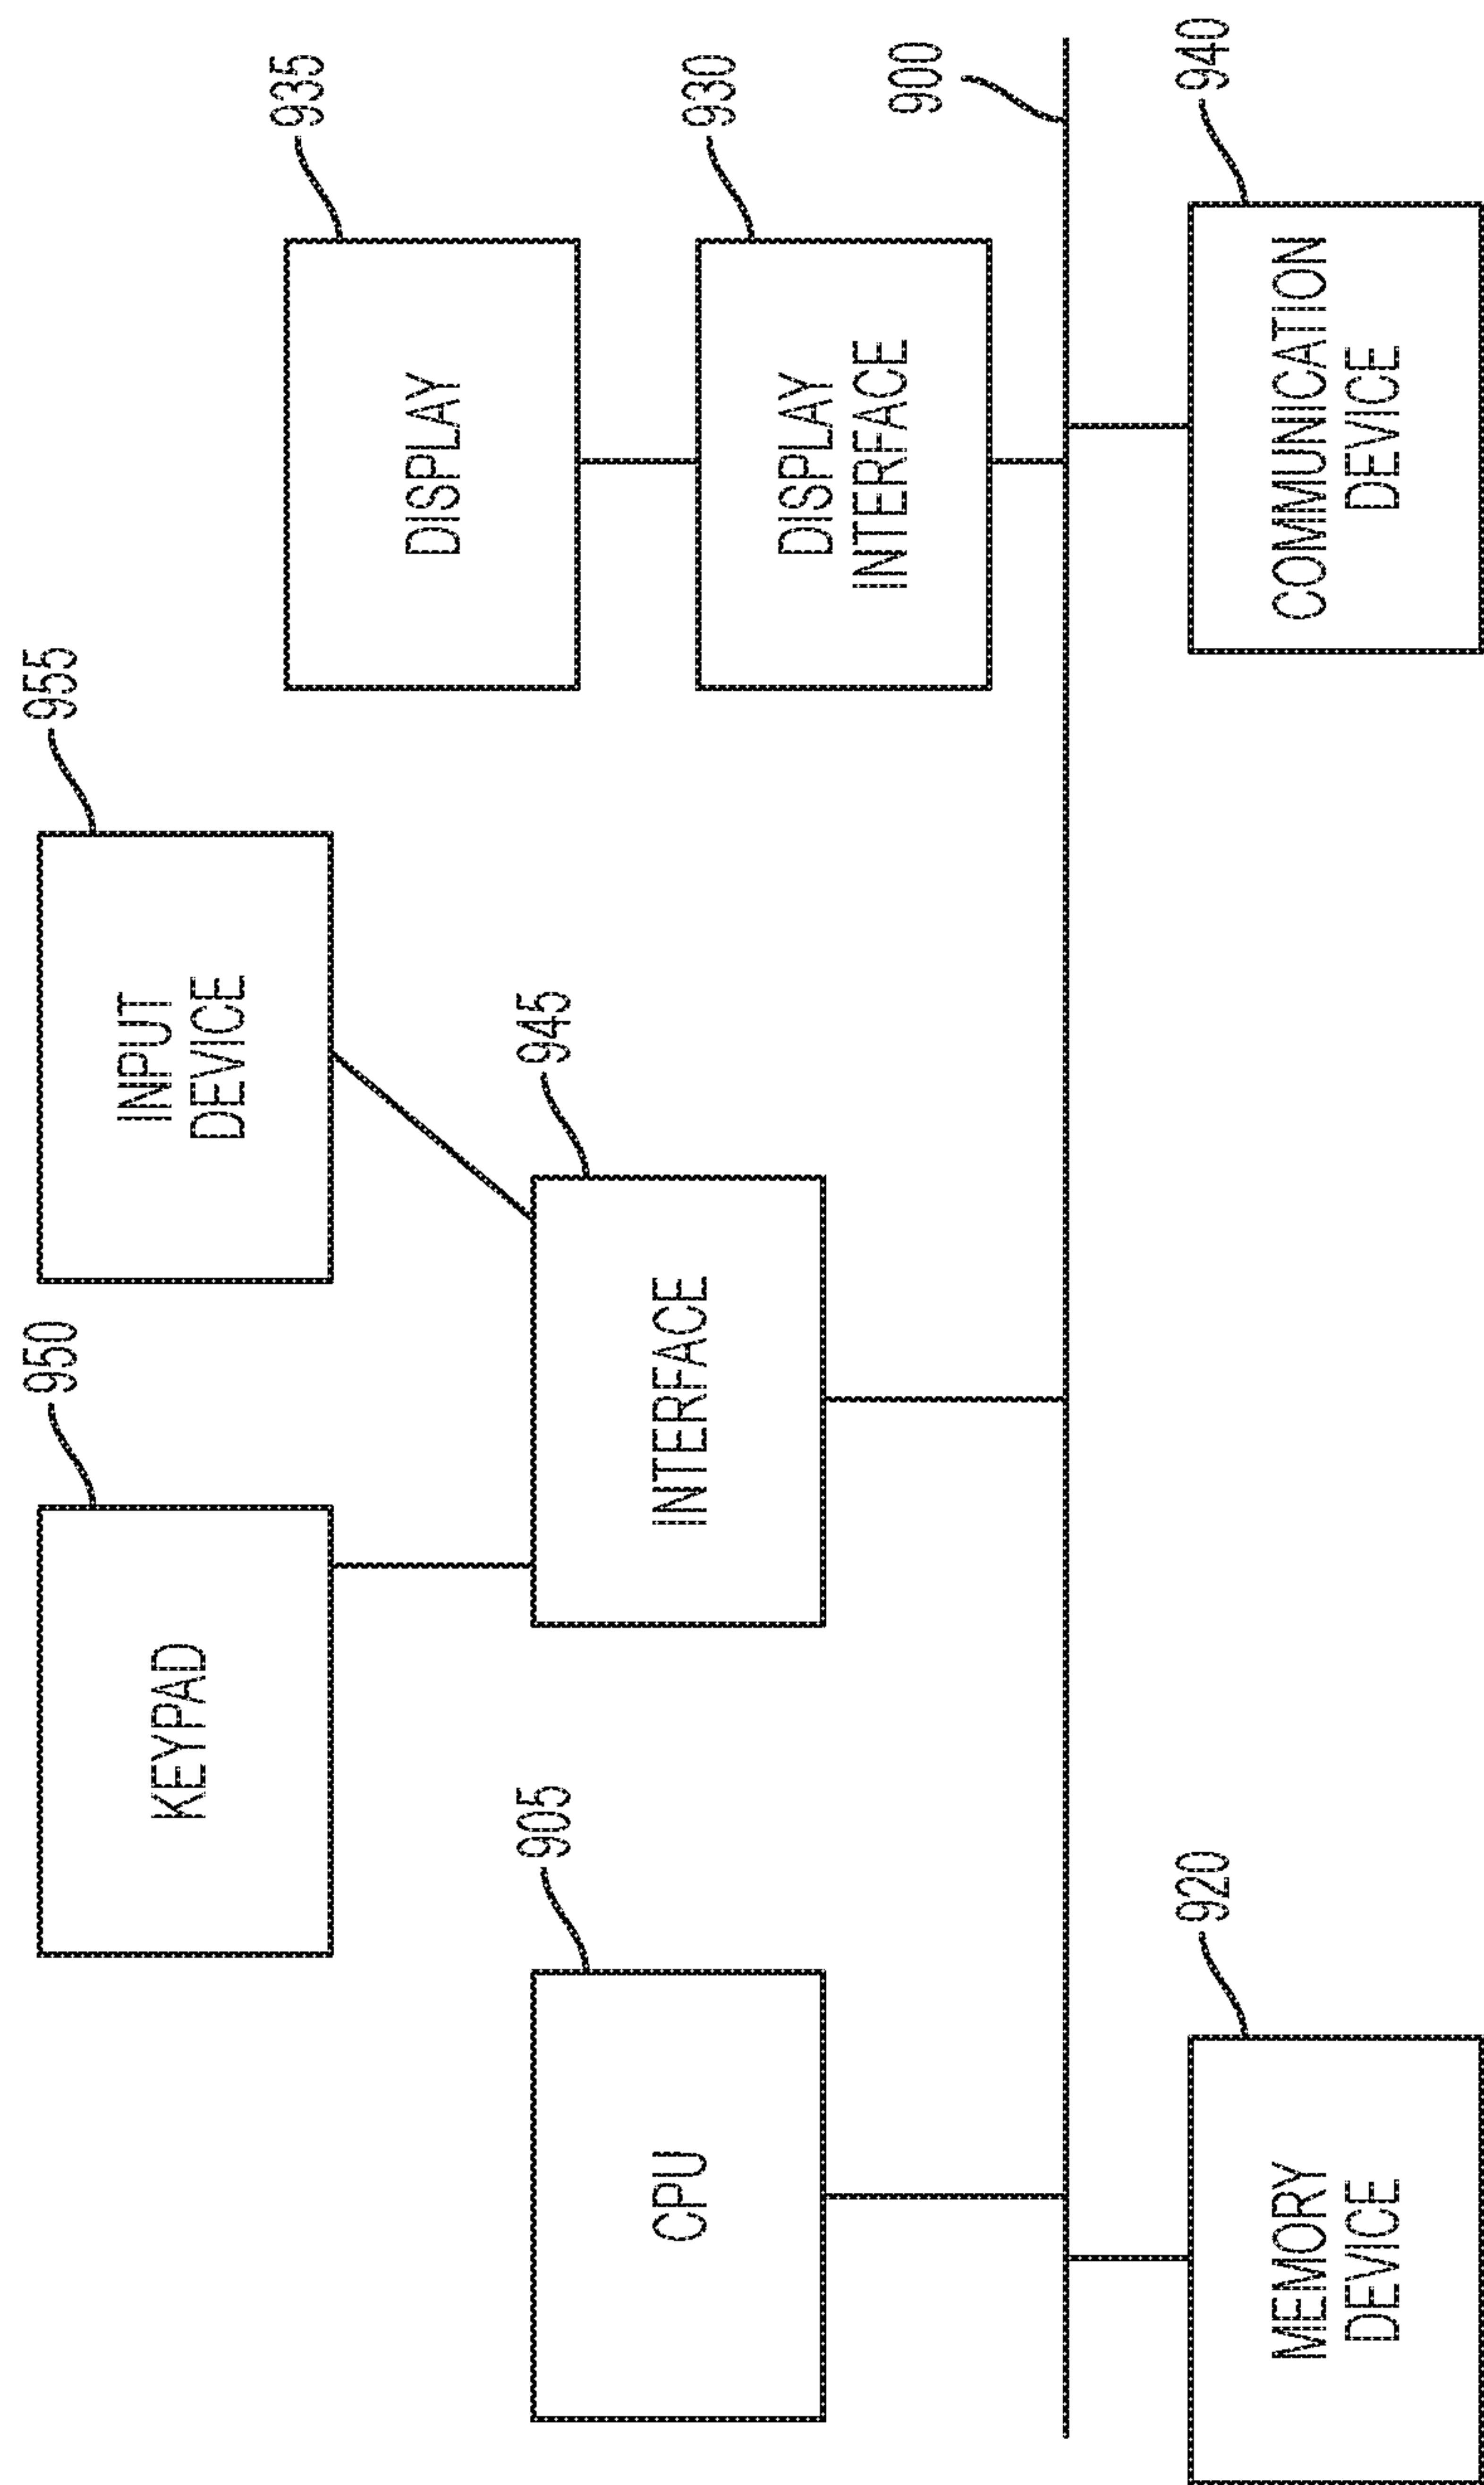 950
KEYPAD
955
INPUT
DEVICE
935
DISPLAY
905
CPU
945
INTERFACE
930
DISPLAY
INTERFACE
900
920
MEMORY
DEVICE
940
COMMUNICATION
DEVICE